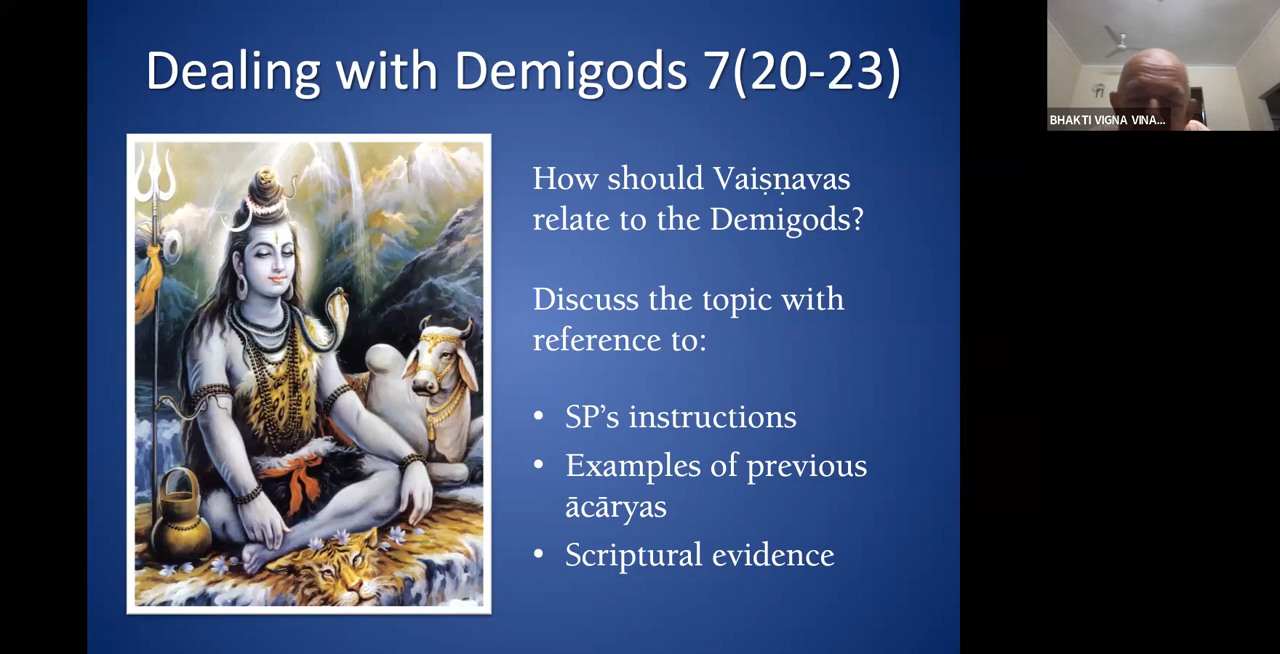 Dealing with Demigods 7(20-23)
How should Vaiṣṇavas
relate to the Demigods?
Discuss the topic with
reference to:
• SP’s instructions
• Examples of previous
ācāryas
• Scriptural evidence
BHAKTI VIGNA VINA...